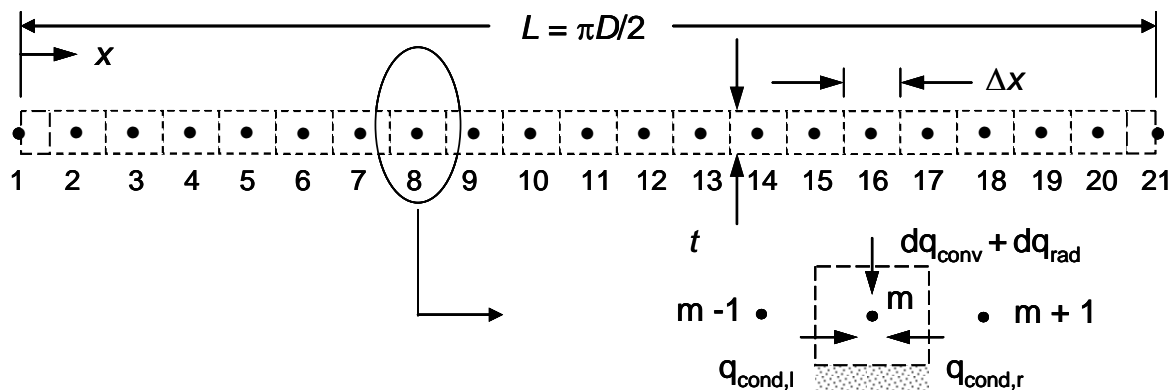 L = πD/2
x
Δx
1 2 3 4 5 6 7 8 9 10 11 12 13 14 15 16 17 18 19 20 21
t
dq_conv + dq_rad
m -1
m
m + 1
q_cond,l
q_cond,r